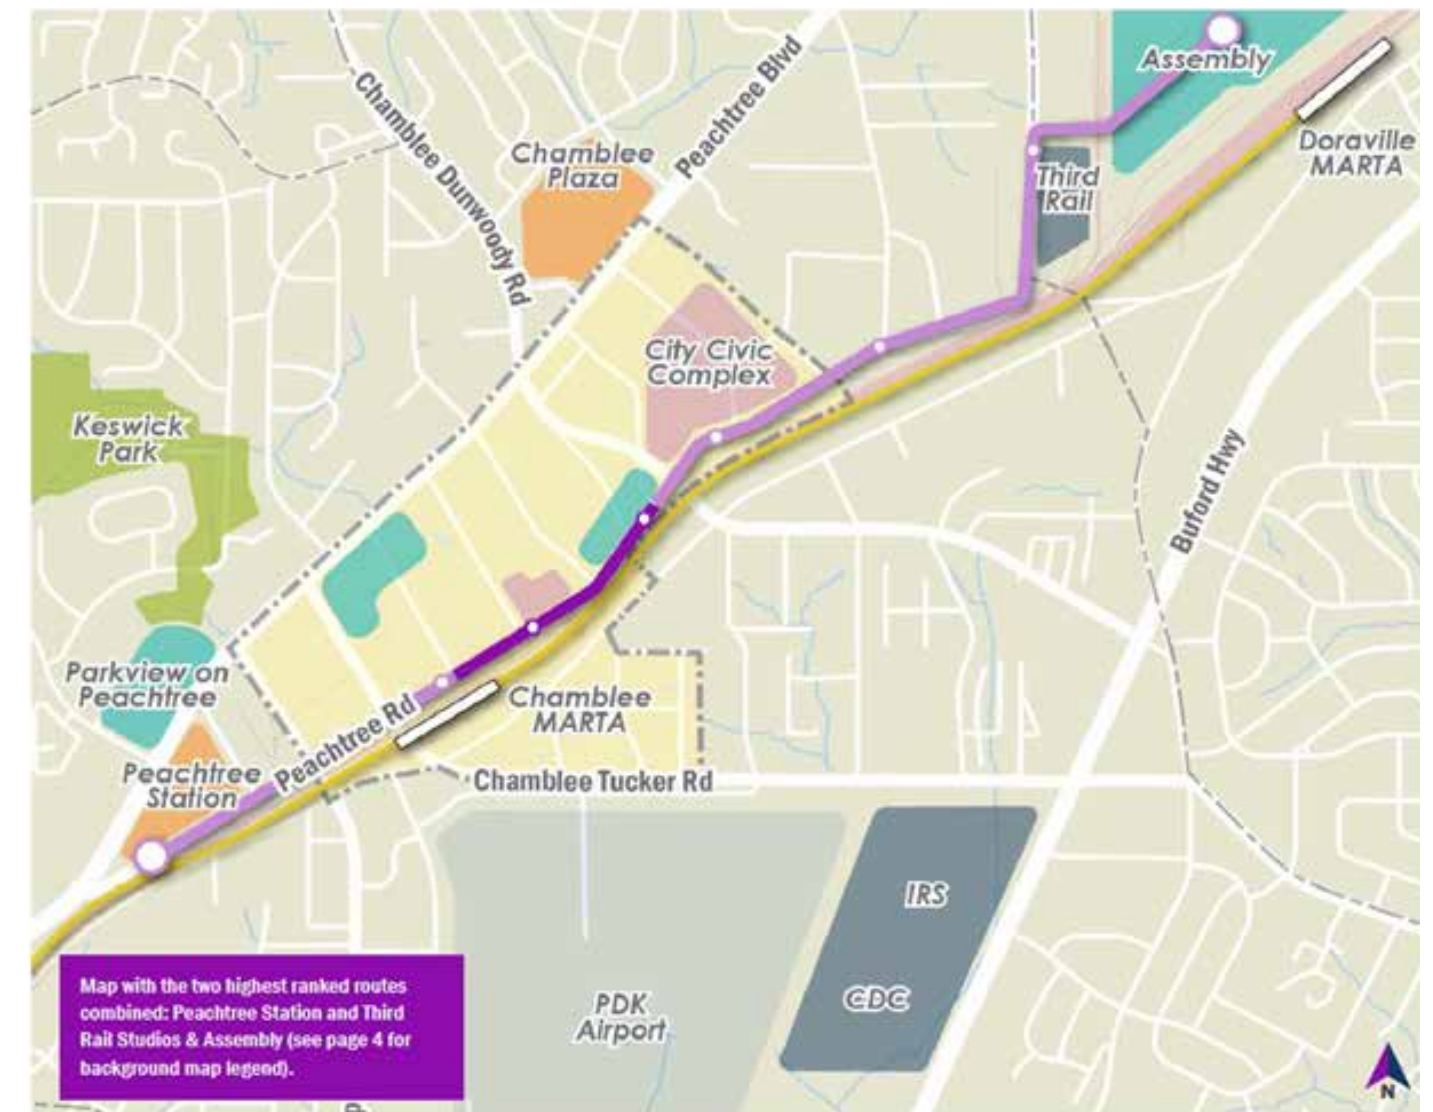 Assembly
Peachtree Blvd
Chamblee Dunwoody Rd
Chamblee
Plaza
Doraville
MARTA
Third
Rail
City Civic
Complex
Keswick
Park
Buford Hwy
Parkview on
Peachtree
Chamblee
MARTA
Peachtree Rd
Peachtree
Station
Chamblee Tucker Rd
IRS
CDC
PDK
Airport
Map with the two highest ranked routes
combined: Peachtree Station and Third
Rail Studios & Assembly (see page 4 for
background map legend).
N